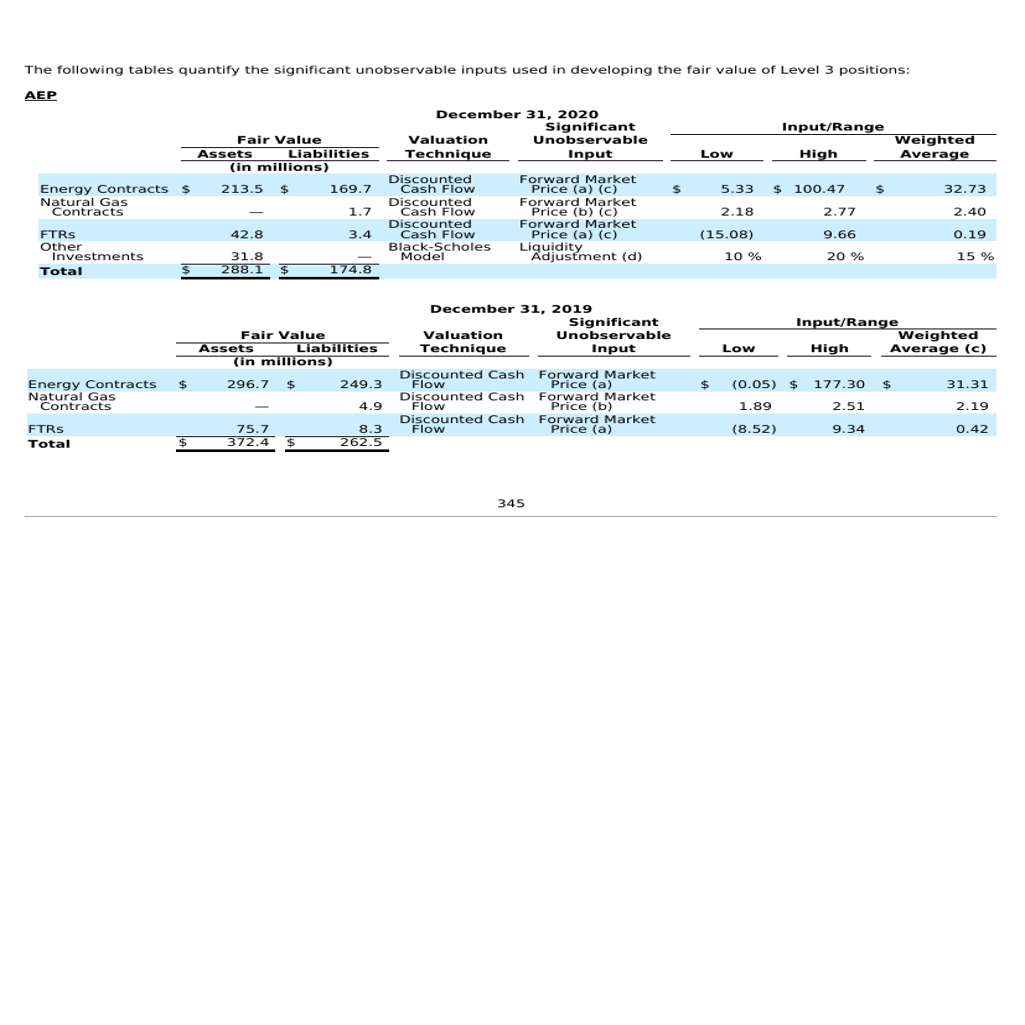 The following tables quantify the significant unobservable inputs used in developing the fair value of Level 3 positions:
AEP
December 31, 2020
Significant
Input/Range
Fair Value Valuation Unobservable Weighted
Assets Liabilities Technique Input Low High Average
(in millions)
Energy Contracts $ 213.5 $ 169.7 Discounted Cash Flow Forward Market Price (a) (c) $ 5.33 $ 100.47 $ 32.73
Natural Gas Contracts — 1.7 Discounted Cash Flow Forward Market Price (b) (c) 2.18 2.77 2.40
FTRs 42.8 3.4 Discounted Cash Flow Forward Market Price (a) (c) (15.08) 9.66 0.19
Other Investments 31.8 — Black-Scholes Model Liquidity Adjustment (d) 10 % 20 % 15 %
Total $ 288.1 $ 174.8
December 31, 2019
Significant
Input/Range
Fair Value Valuation Unobservable Weighted
Assets Liabilities Technique Input Low High Average (c)
(in millions)
Energy Contracts $ 296.7 $ 249.3 Discounted Cash Flow Forward Market Price (a) $ (0.05) $ 177.30 $ 31.31
Natural Gas Contracts — 4.9 Discounted Cash Flow Forward Market Price (b) 1.89 2.51 2.19
FTRs 75.7 8.3 Discounted Cash Flow Forward Market Price (a) (8.52) 9.34 0.42
Total $ 372.4 $ 262.5
345